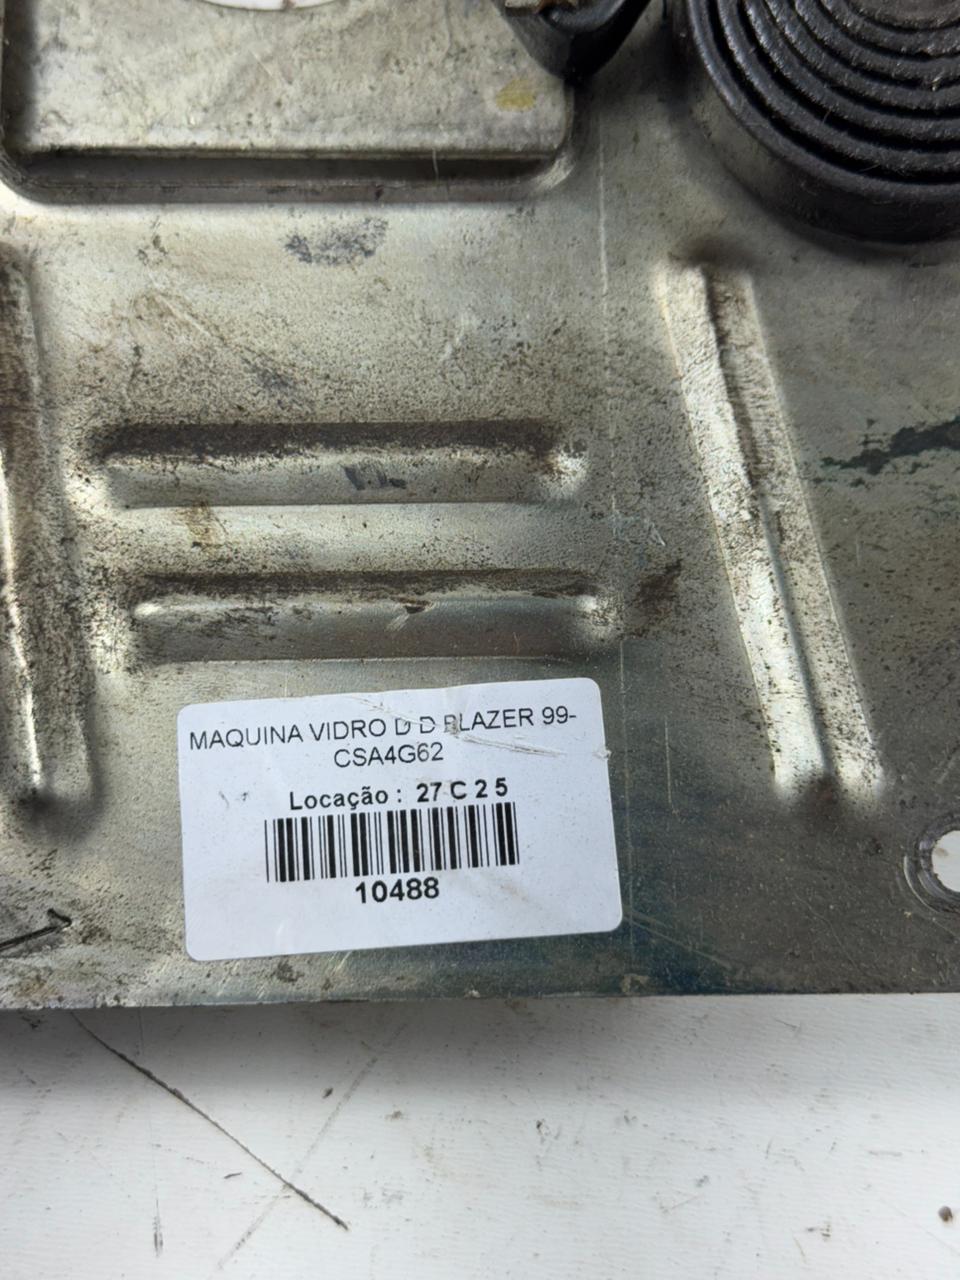 MAQUINA VIDRO D D BLAZER 99-
CSA4G62
Locação : 27 C 2 5
10488